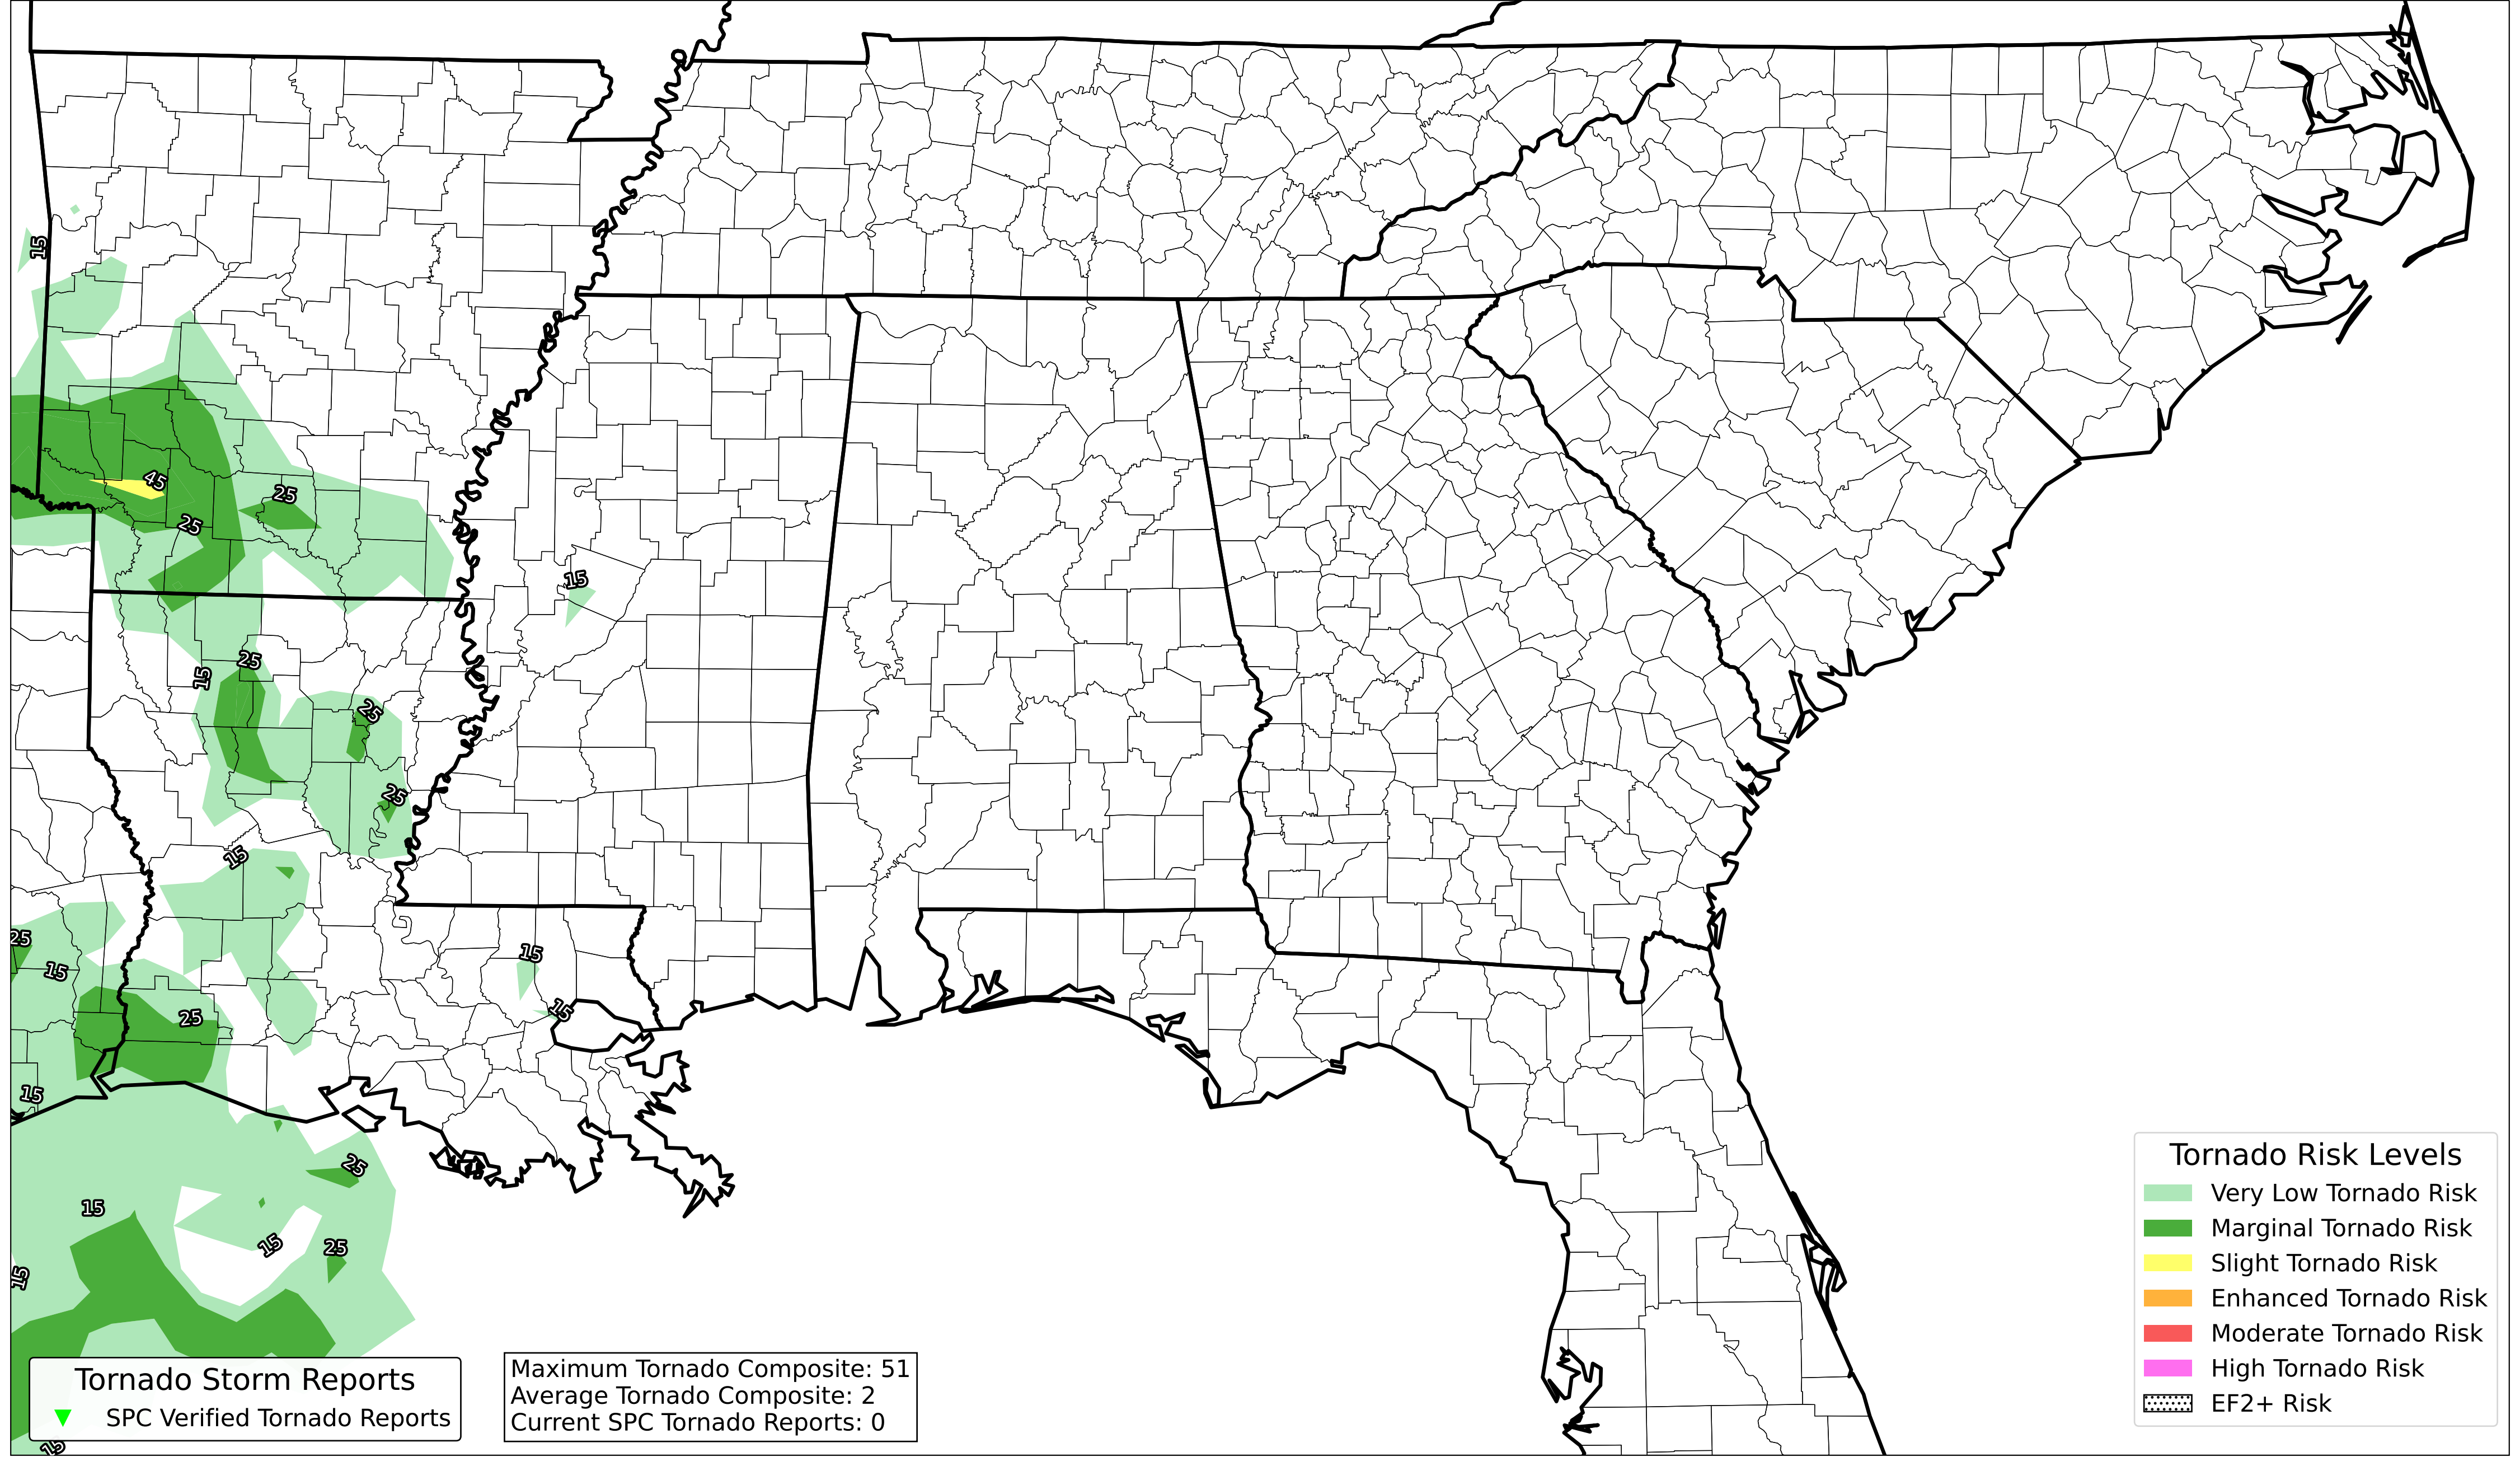 15
45
25
25
15
25
15
25
25
15
25
15
15
15
25
15
25
15
15
25
15
15
Tornado Risk Levels
Very Low Tornado Risk
Marginal Tornado Risk
Slight Tornado Risk
Enhanced Tornado Risk
Moderate Tornado Risk
High Tornado Risk
EF2+ Risk
Tornado Storm Reports
SPC Verified Tornado Reports
Maximum Tornado Composite: 51
Average Tornado Composite: 2
Current SPC Tornado Reports: 0
15